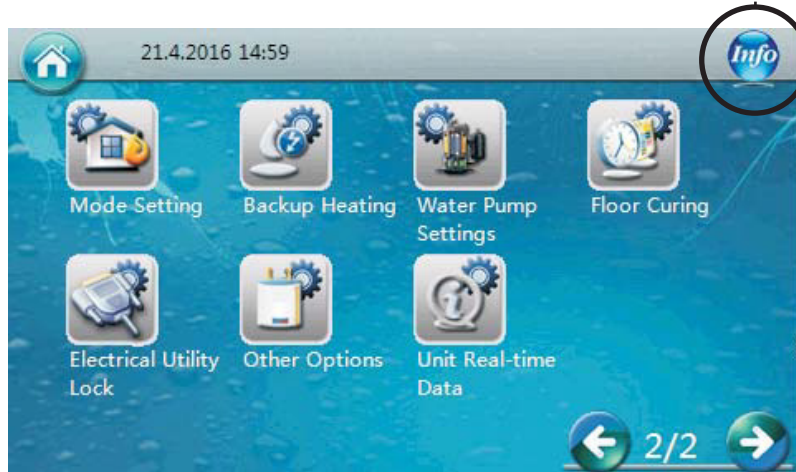 21.4.2016 14:59
Info
Mode Setting
Backup Heating
Water Pump
Settings
Floor Curing
Electrical Utility
Lock
Other Options
Unit Real-time
Data
2/2